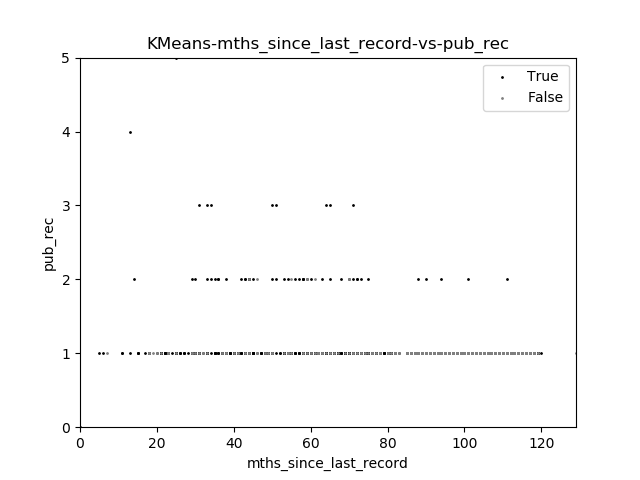 KMeans-mths_since_last_record-vs-pub_rec
True
False
5
4
3
2
1
0
pub_rec
0 20 40 60 80 100 120
mths_since_last_record